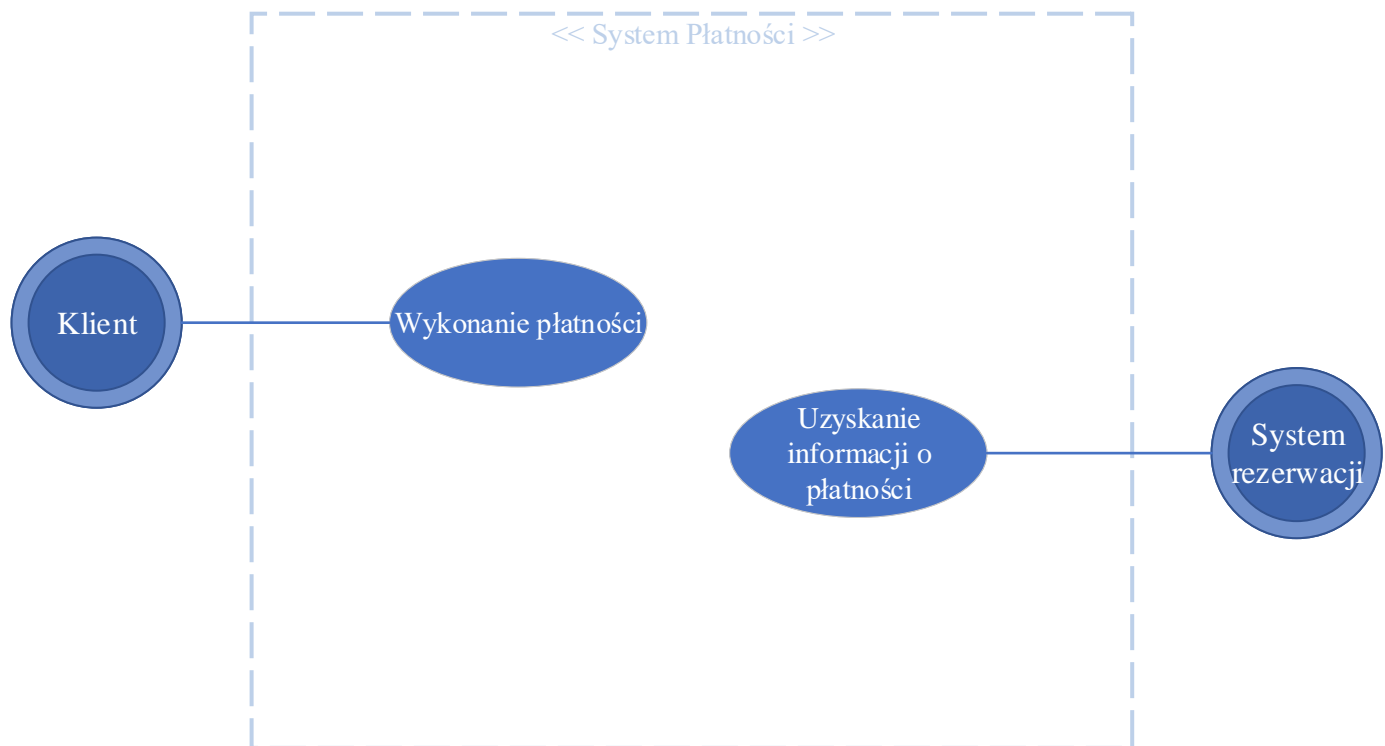 << System Płatności >>
Klient
Wykonanie płatności
Uzyskanie
informacji o
płatności
System
rezerwacji